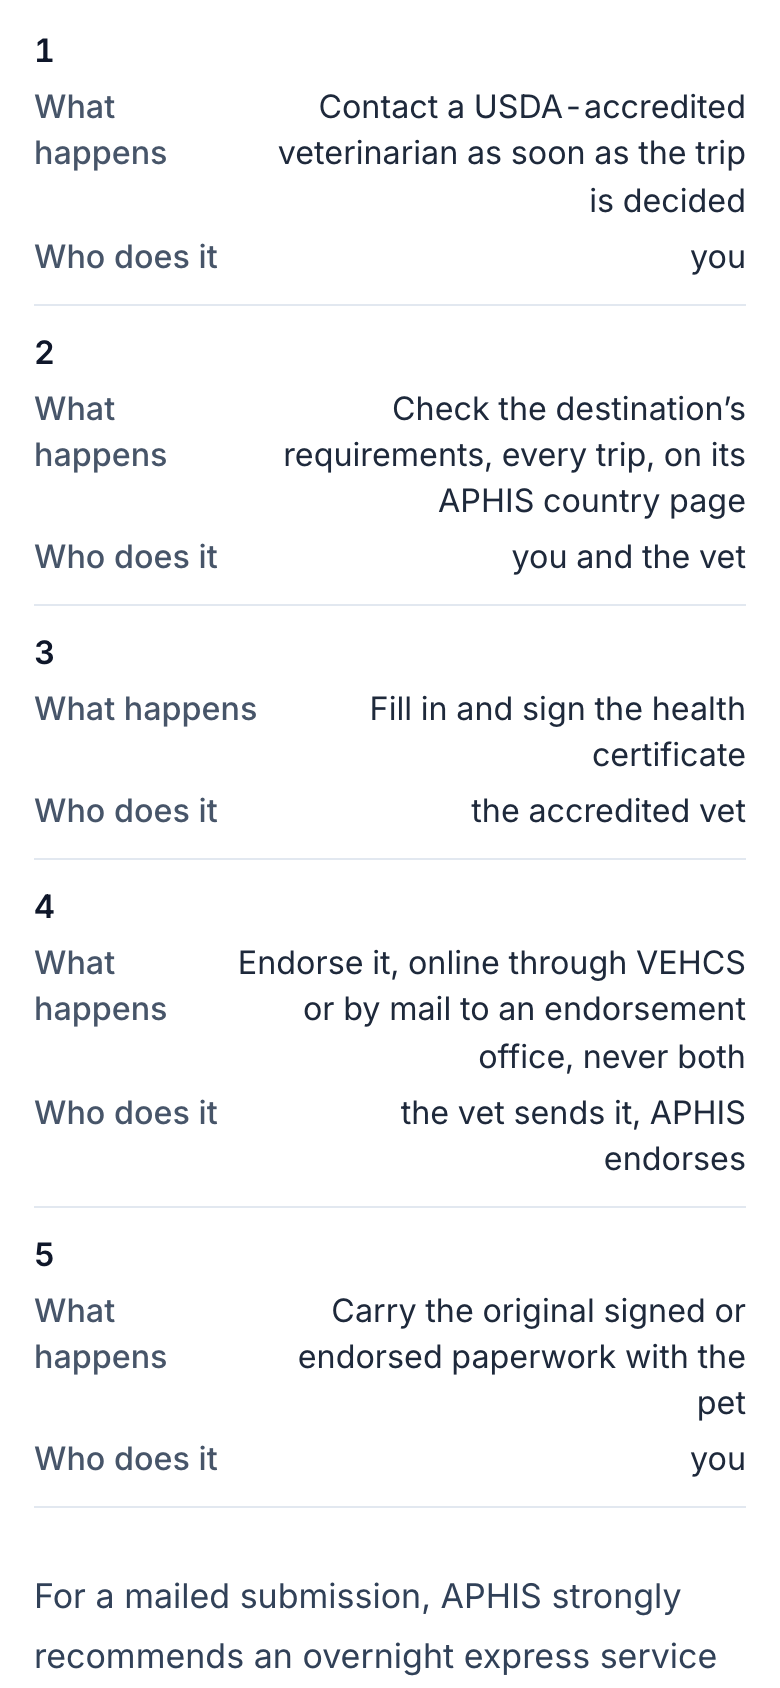 1
What happens
Contact a USDA-accredited
veterinarian as soon as the trip
is decided
Who does it
you
2
What happens
Check the destination’s
requirements, every trip, on its
APHIS country page
Who does it
you and the vet
3
What happens
Fill in and sign the health
certificate
Who does it
the accredited vet
4
What happens
Endorse it, online through VEHCS
or by mail to an endorsement
office, never both
Who does it
the vet sends it, APHIS
endorses
5
What happens
Carry the original signed or
endorsed paperwork with the
pet
Who does it
you
For a mailed submission, APHIS strongly
recommends an overnight express service